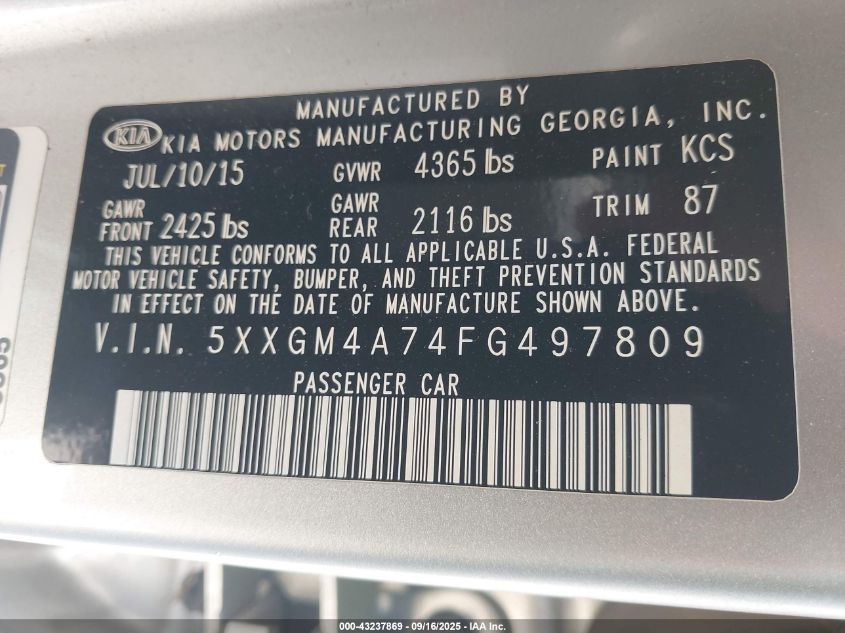 MANUFACTURED BY
KIA KIA MOTORS MANUFACTURING GEORGIA, INC.
JUL/10/15 GVWR 4365 lbs PAINT KCS
GAWR FRONT 2425 lbs GAWR REAR 2116 lbs TRIM 87
THIS VEHICLE CONFORMS TO ALL APPLICABLE U.S.A. FEDERAL
MOTOR VEHICLE SAFETY, BUMPER, AND THEFT PREVENTION STANDARDS
IN EFFECT ON THE DATE OF MANUFACTURE SHOWN ABOVE.
V.I.N. 5XXGM4A74FG497809
PASSENGER CAR
000-43237869 - 09/16/2025 - IAA Inc.